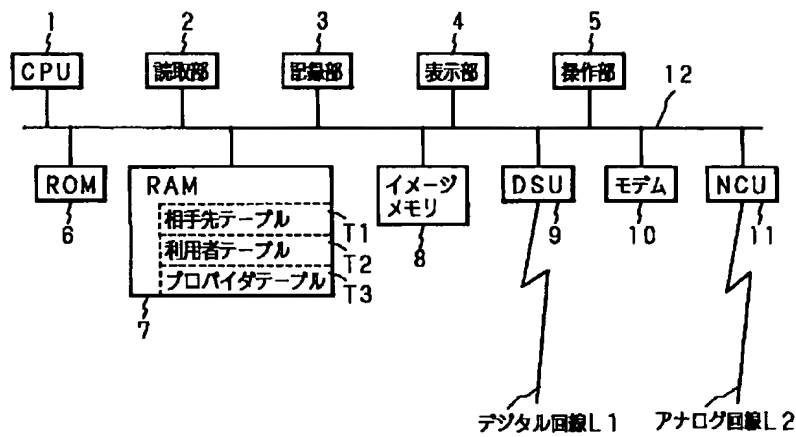 1 2 3 4 5
CPU 読取部 記録部 表示部 操作部
12
ROM RAM イメージ DSU モデム NCU
メモリ
6 相手先テーブル T1 8 9 10 11
利用者テーブル T2
プロバイダテーブル T3
7
デジタル回線L1 アナログ回線L2